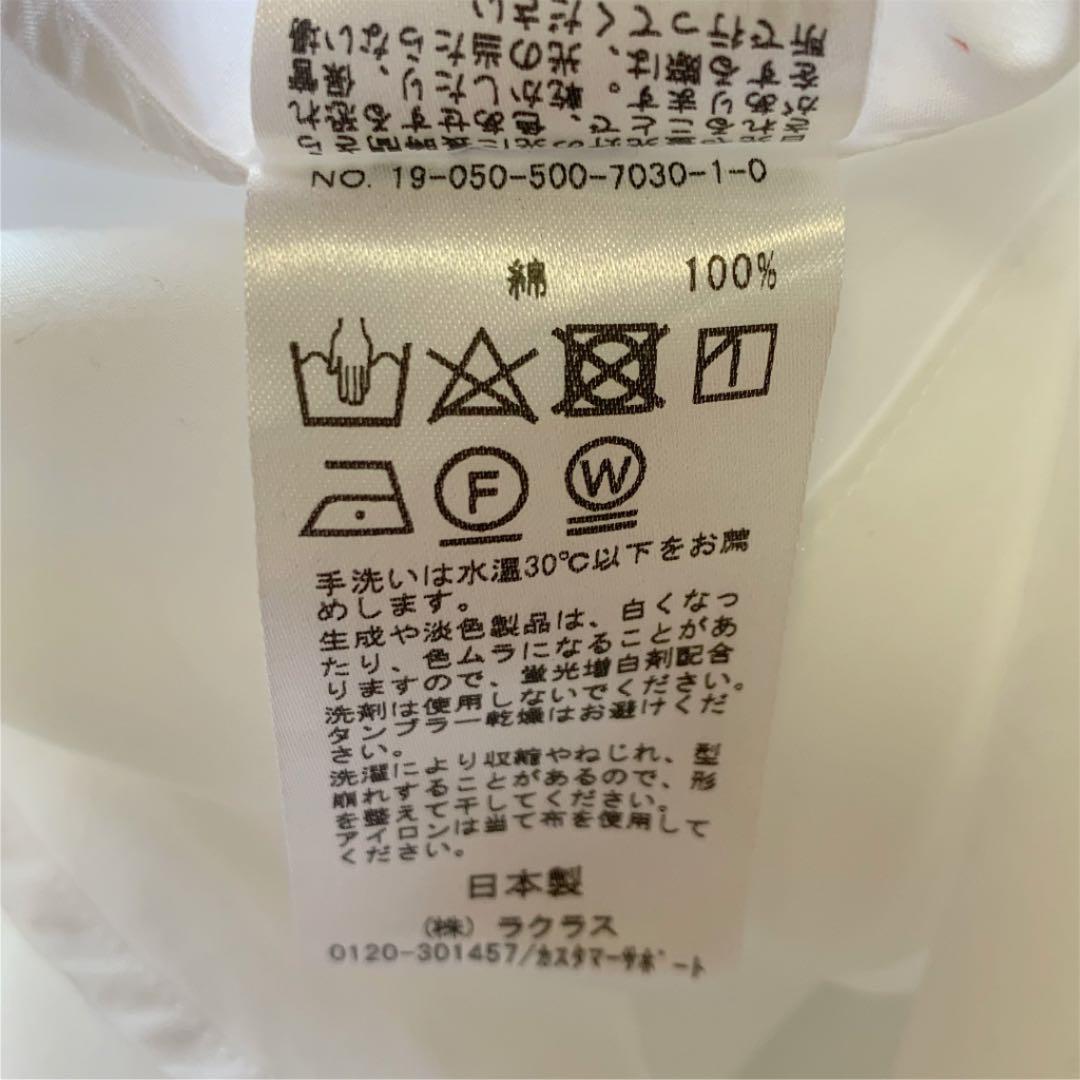 NO. 19-050-500-7030-1-0
綿 100%
F W
手洗いは水温30℃以下をお薦
めします。
生成や淡色製品は、白くなっ
たり、色ムラになることがあ
りますので、蛍光増白剤配合
洗剤は使用しないでください。
タンブラー乾燥はお避けくだ
さい。
洗濯により収縮やねじれ、型
崩れすることがあるので、形
を整えて干してください。
アイロンは当て布を使用して
ください。
日本製
(株) ラクラス
0120-301457/カスタマーサポート